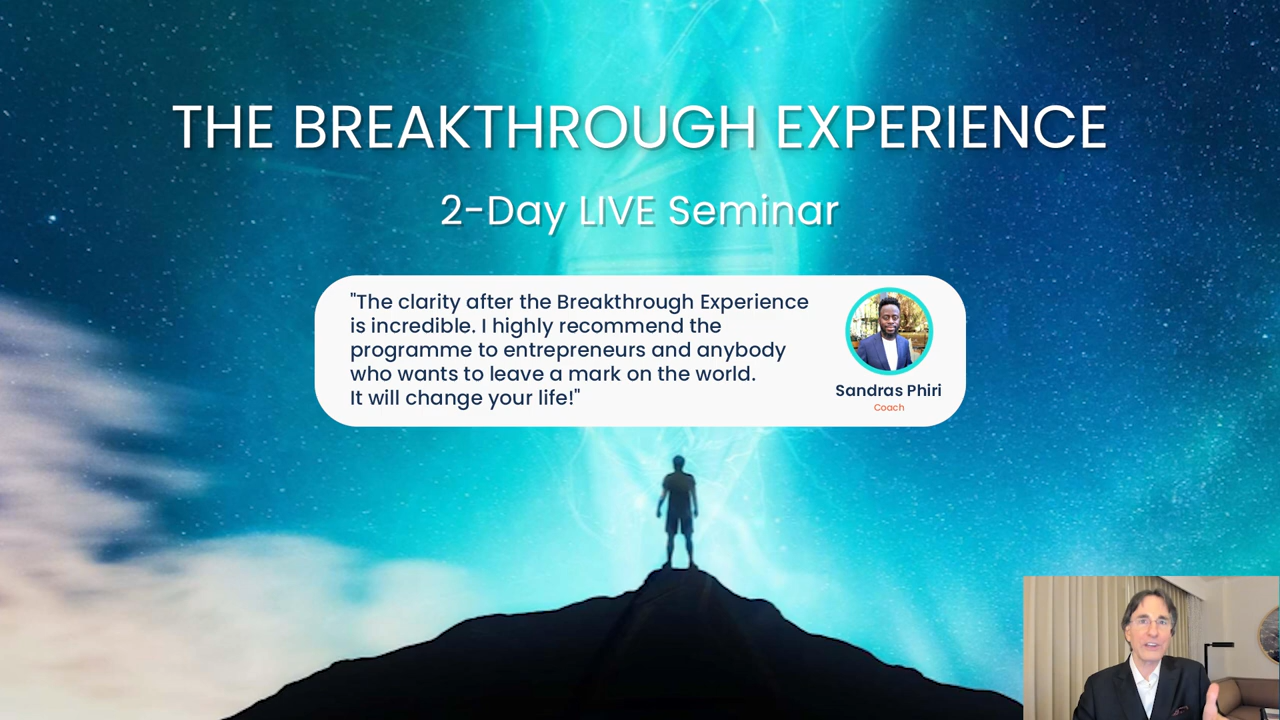 THE BREAKTHROUGH EXPERIENCE
2-Day LIVE Seminar
"The clarity after the Breakthrough Experience
is incredible. I highly recommend the
programme to entrepreneurs and anybody
who wants to leave a mark on the world.
It will change your life!"
Sandras Phiri
Coach